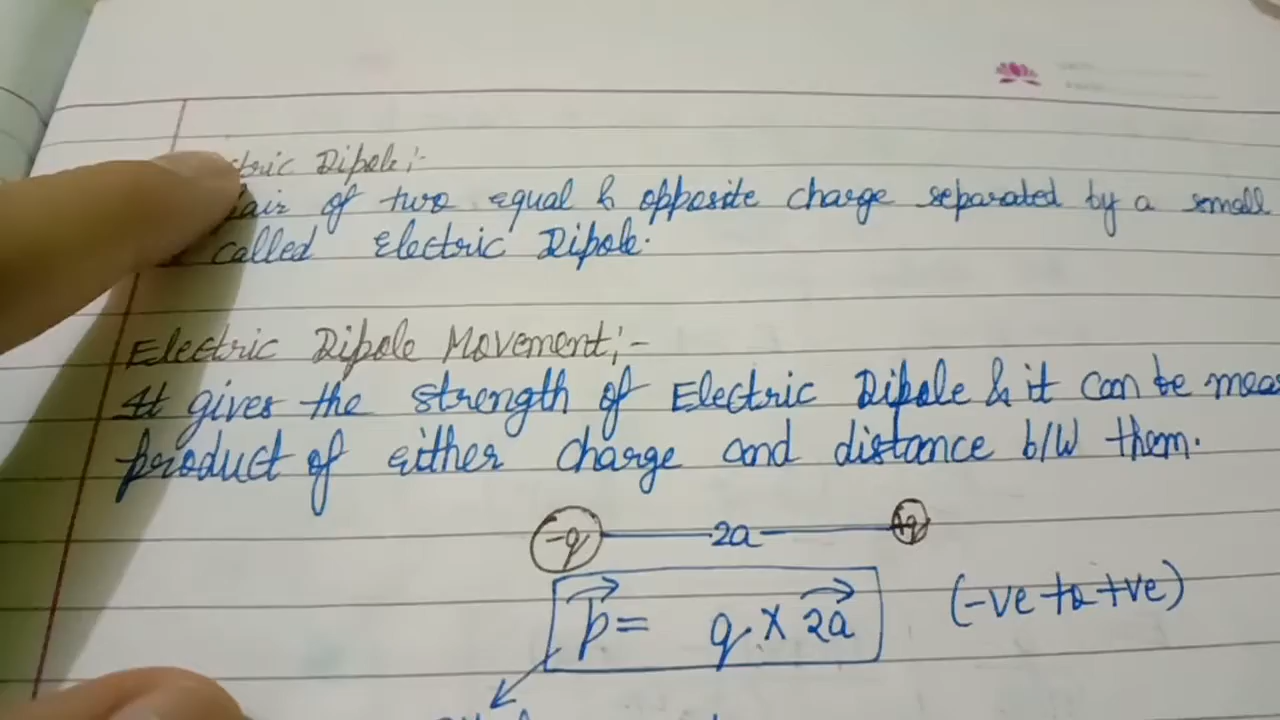 Dipole;-
of two equal & opposite charge separated by a small
called Electric Dipole.
Electric Dipole Movement;-
It gives the strength of Electric Dipole & it can be
product of either charge and distance b/W them.
-q 2a +q
p = q × 2a (-ve to +ve)